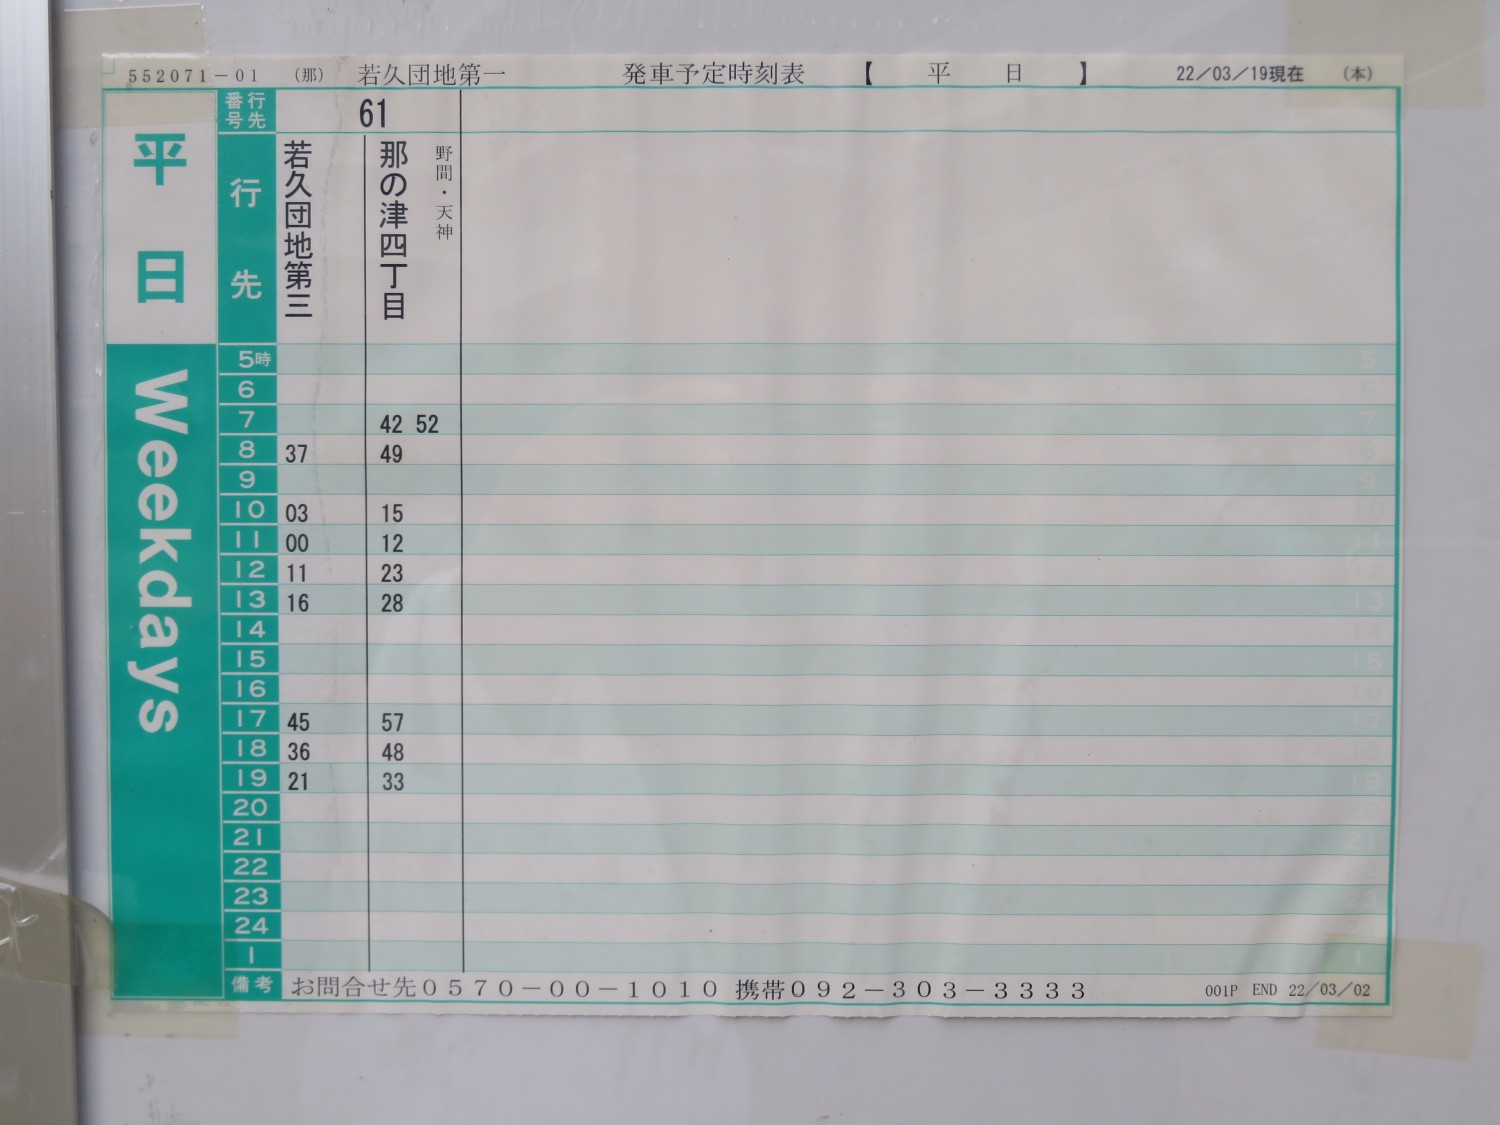 552071-01 (那) 若久団地第一 発車予定時刻表 【 平 日 】 22/03/19現在 (本)
平日
Weekdays
行先番号 61
行先 若久団地第三 那の津四丁目 野間・天神
5時
6
7 42 52
8 37 49
9
10 03 15
11 00 12
12 11 23
13 16 28
14
15
16
17 45 57
18 36 48
19 21 33
20
21
22
23
24
1
備考 お問合せ先0570-00-1010 携帯092-303-3333 001P END 22/03/02